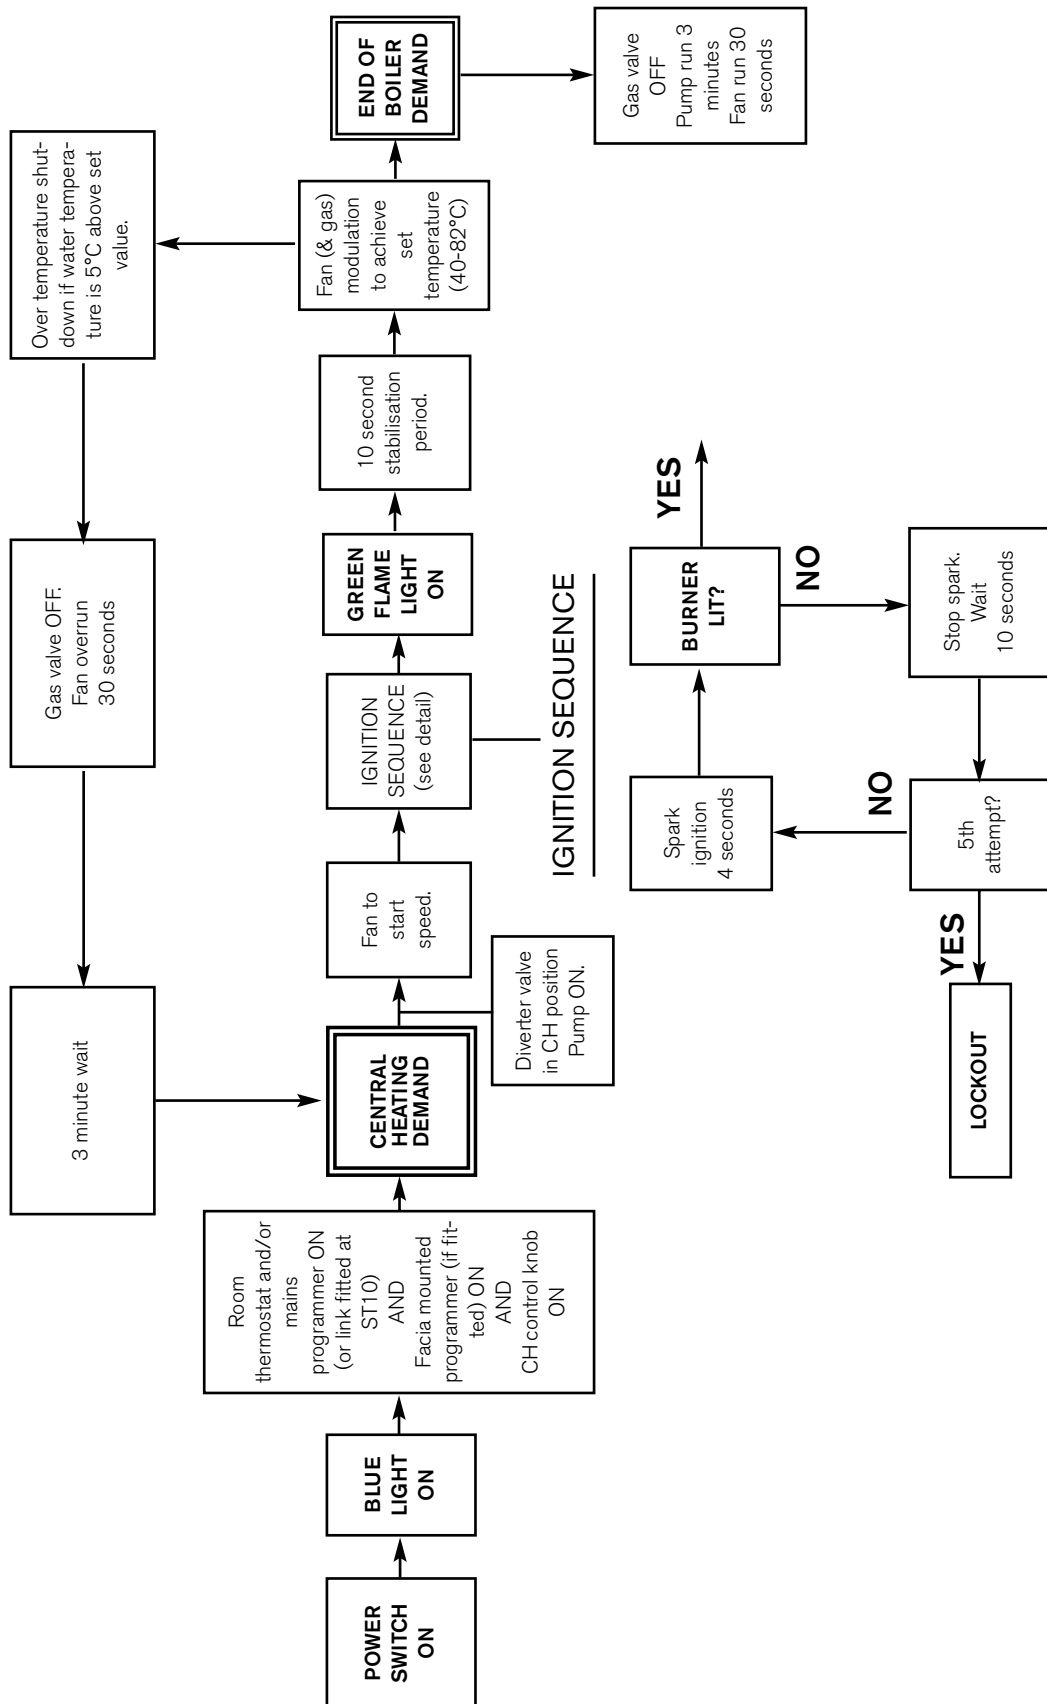 Over temperature shut-
down if water tempera-
ture is 5°C above set
value.
Gas valve OFF.
Fan overrun
30 seconds
3 minute wait
POWER
SWITCH
ON
BLUE
LIGHT
ON
Room
thermostat and/or
mains
programmer ON
(or link fitted at
ST10)
AND
Facia mounted
programmer (if fit-
ted) ON
AND
CH control knob
ON
CENTRAL
HEATING
DEMAND
Diverter valve
in CH position
Pump ON.
Fan to
start
speed.
IGNITION
SEQUENCE
(see detail)
GREEN
FLAME
LIGHT
ON
10 second
stabilisation
period.
Fan (& gas)
modulation
to achieve
set
temperature
(40-82°C)
END OF
BOILER
DEMAND
Gas valve
OFF
Pump run 3
minutes
Fan run 30
seconds
IGNITION SEQUENCE
Spark
ignition
4 seconds
BURNER
LIT?
YES
NO
Stop spark.
Wait
10 seconds
5th
attempt?
NO
YES
LOCKOUT